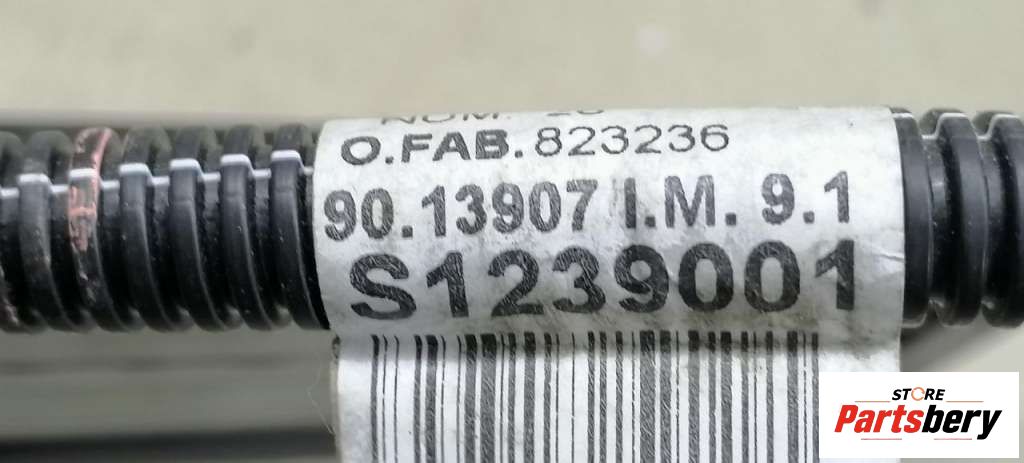 O.FAB. 823236
90.13907 I.M. 9.1
S1239001
STORE
Partsbery